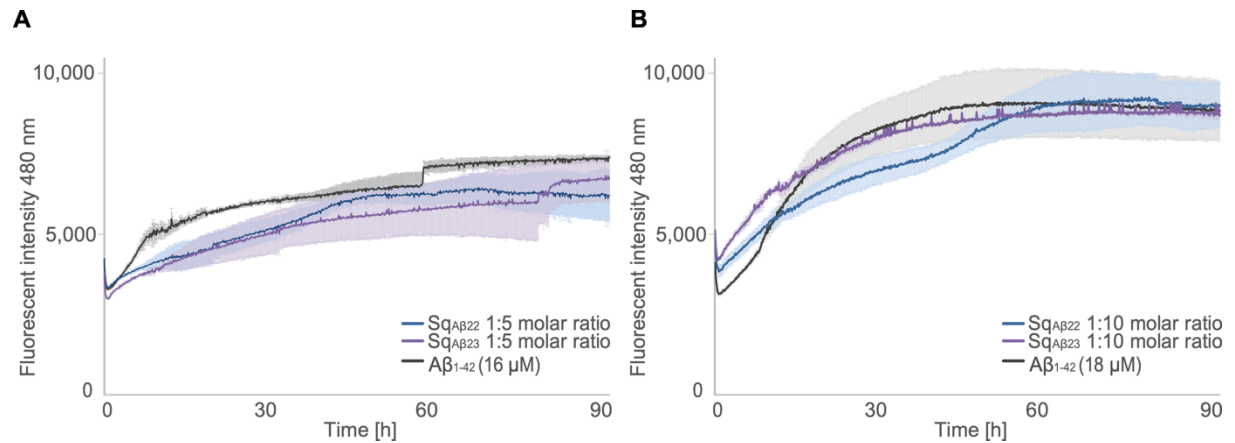 A
Fluorescent intensity 480 nm
10,000
5,000
0
0 30 60 90
Time [h]
SqAβ22 1:5 molar ratio
SqAβ23 1:5 molar ratio
Aβ1-42 (16 µM)
B
Fluorescent intensity 480 nm
10,000
5,000
0
0 30 60 90
Time [h]
SqAβ22 1:10 molar ratio
SqAβ23 1:10 molar ratio
Aβ1-42 (18 µM)